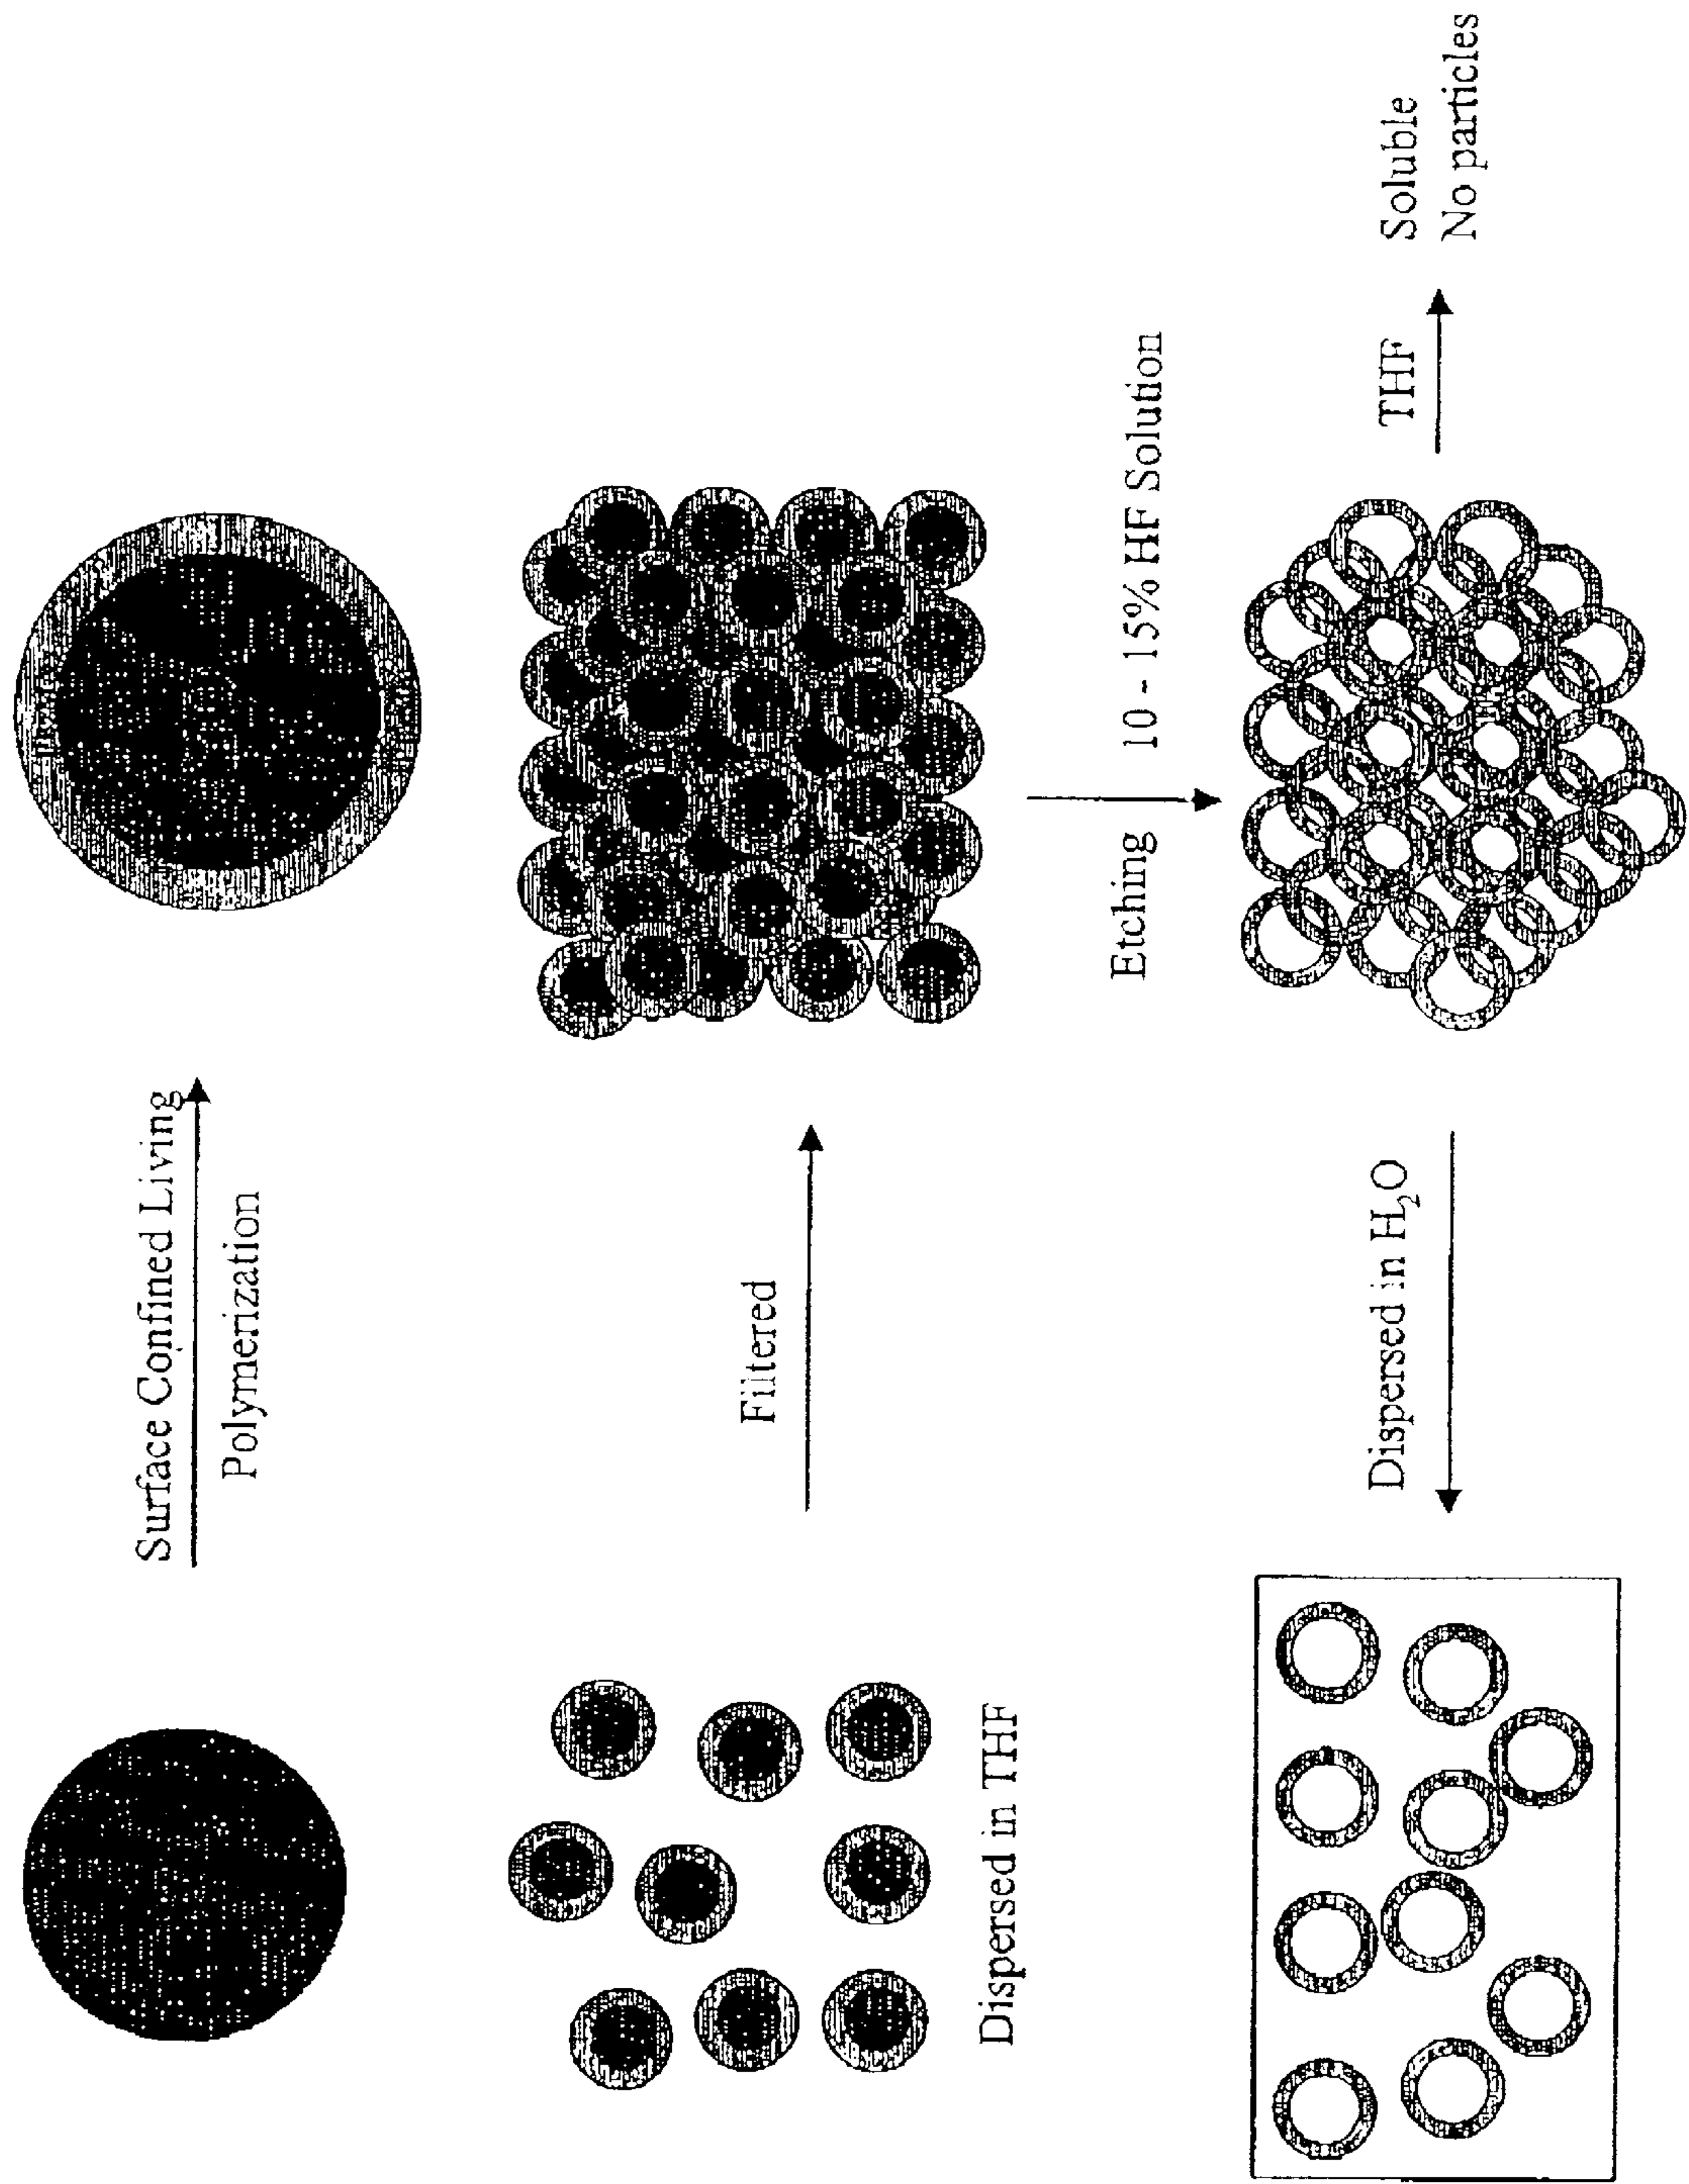 Surface Confined Living
Polymerization
Dispersed in THF
Filtered
Etching 10 - 15% HF Solution
Dispersed in H₂O
THF
Soluble
No particles